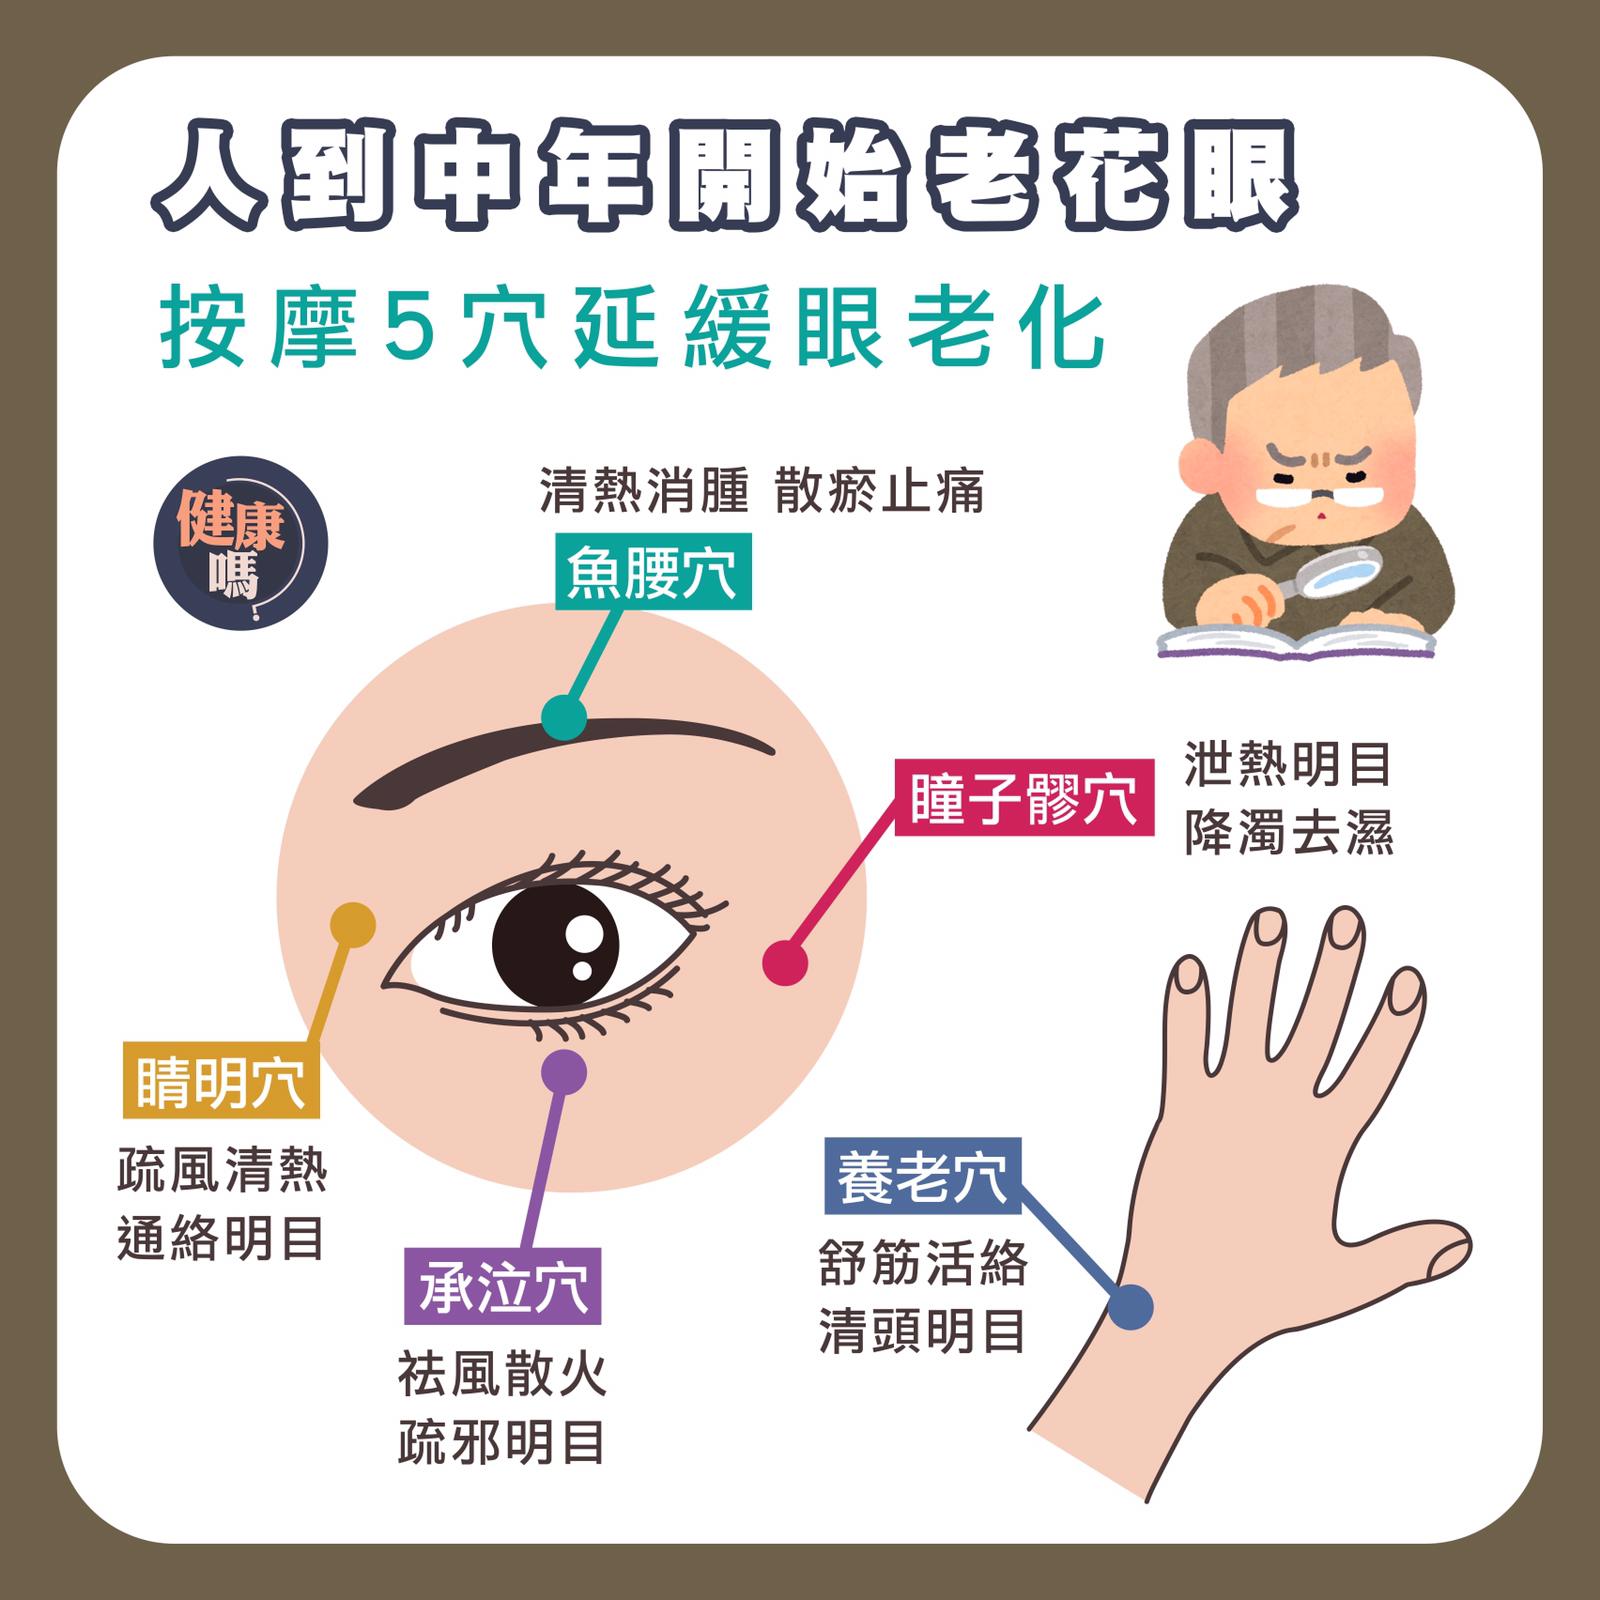 人到中年開始老花眼
按摩5穴延緩眼老化
健康
嗎
清熱消腫 散瘀止痛
魚腰穴
瞳子髎穴
泄熱明目
降濁去濕
睛明穴
疏風清熱
通絡明目
承泣穴
祛風散火
疏邪明目
養老穴
舒筋活絡
清頭明目